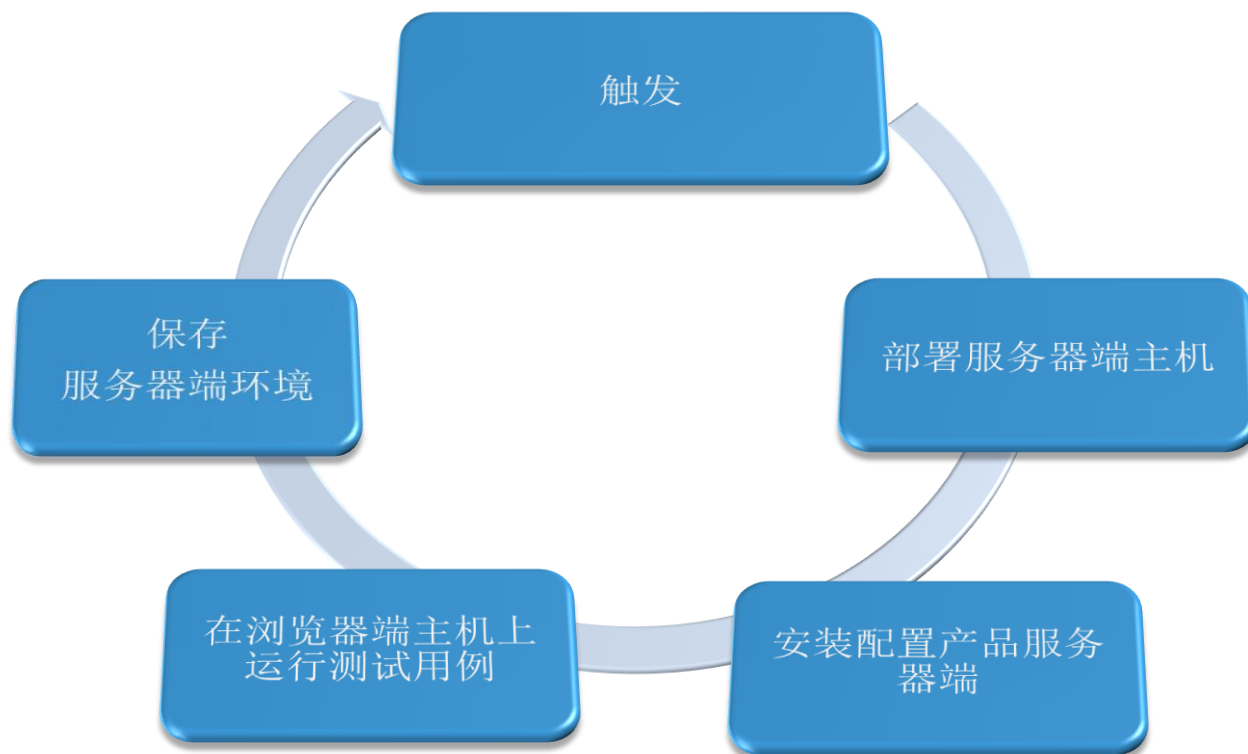 触发
部署服务器端主机
安装配置产品服务
器端
在浏览器端主机上
运行测试用例
保存
服务器端环境